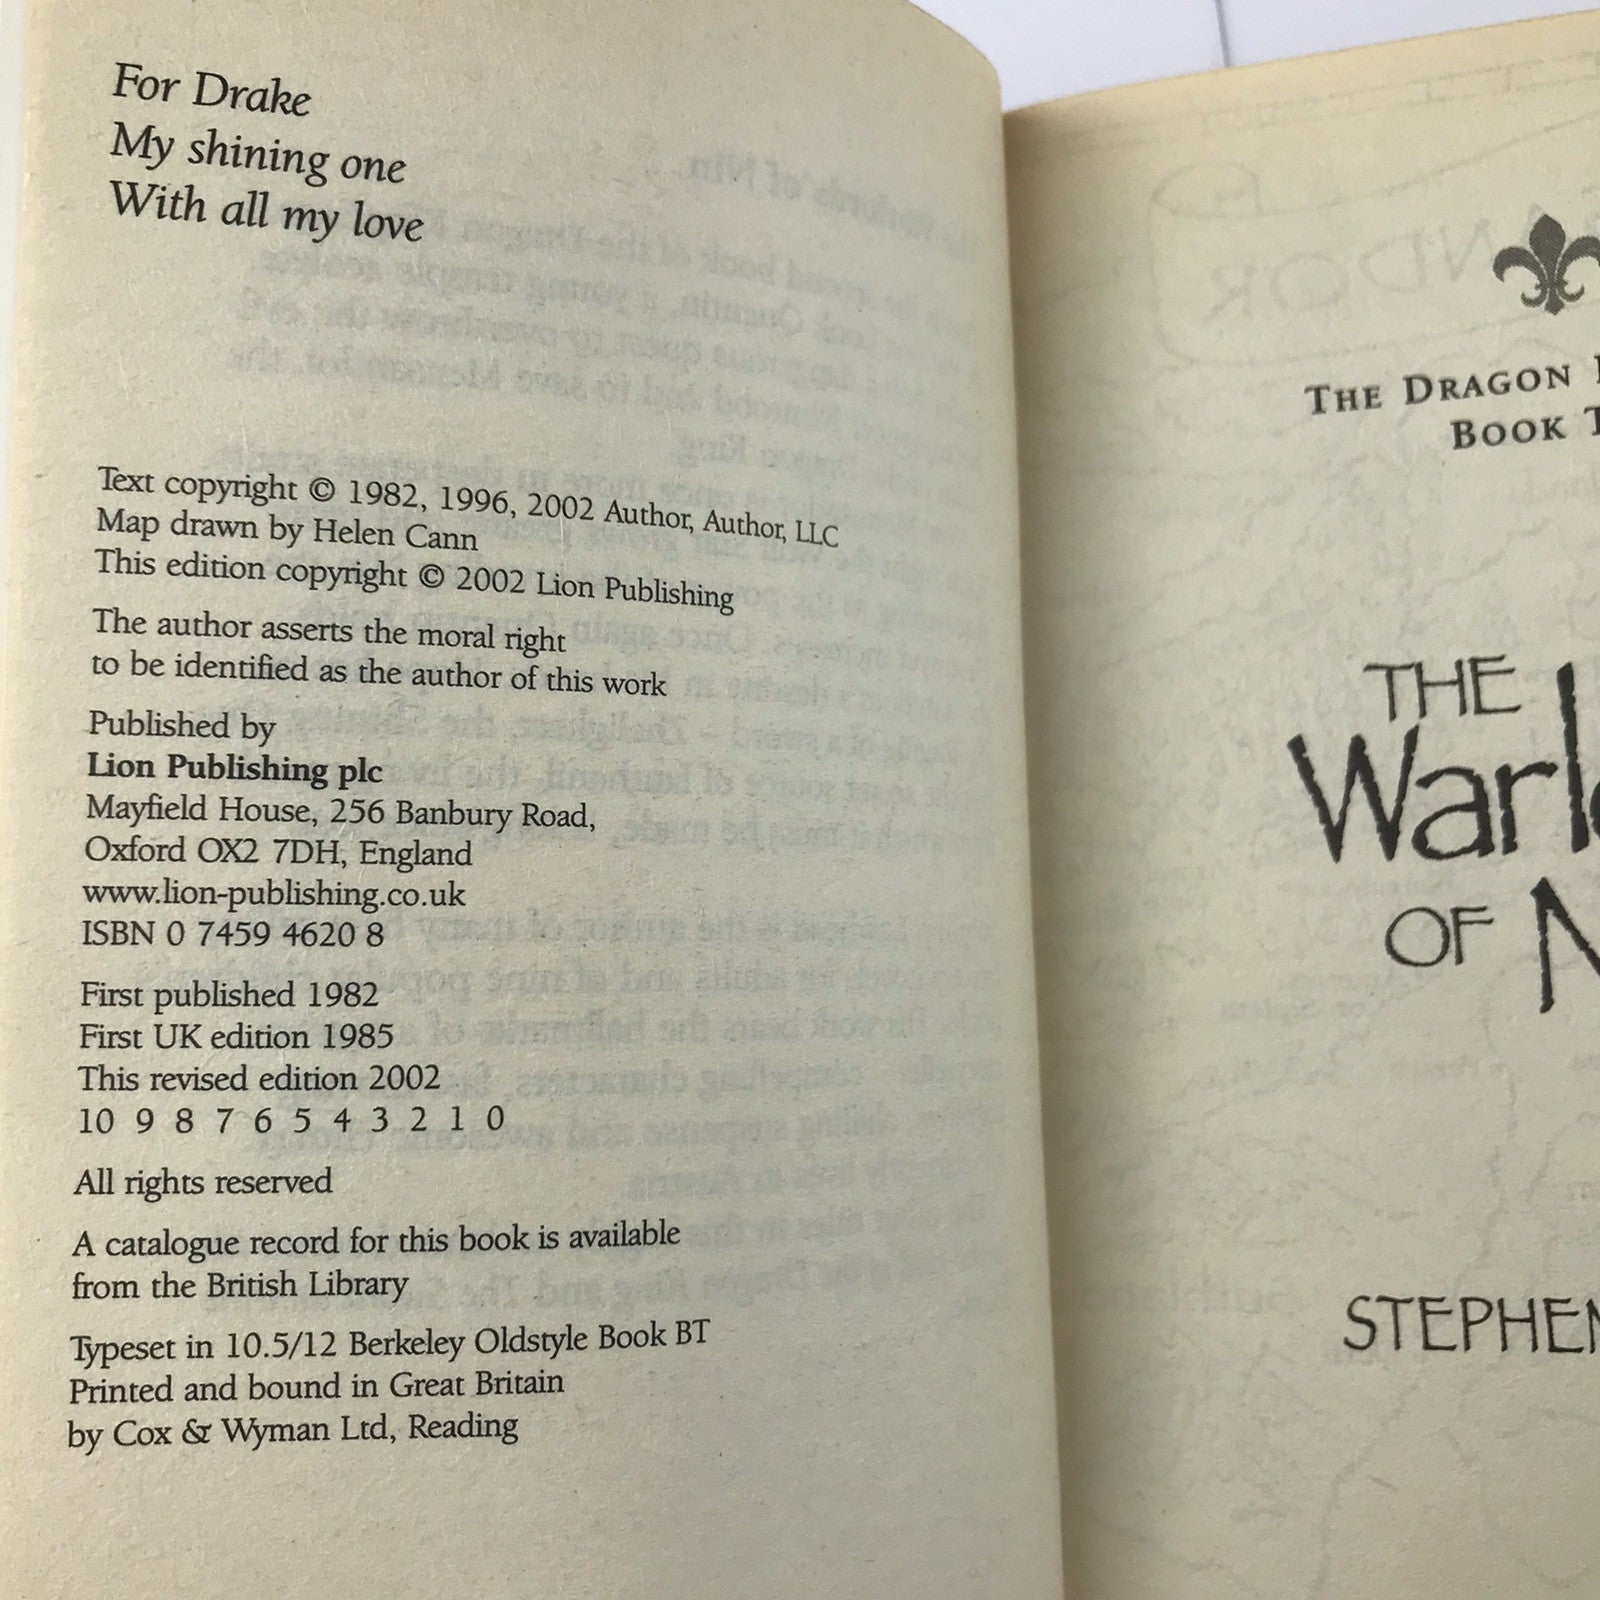 For Drake
My shining one
With all my love
Text copyright © 1982, 1996, 2002 Author, Author, LLC
Map drawn by Helen Cann
This edition copyright © 2002 Lion Publishing
The author asserts the moral right
to be identified as the author of this work
Published by
Lion Publishing plc
Mayfield House, 256 Banbury Road,
Oxford OX2 7DH, England
www.lion-publishing.co.uk
ISBN 0 7459 4620 8
First published 1982
First UK edition 1985
This revised edition 2002
10 9 8 7 6 5 4 3 2 1 0
All rights reserved
A catalogue record for this book is available
from the British Library
Typeset in 10.5/12 Berkeley Oldstyle Book BT
Printed and bound in Great Britain
by Cox & Wyman Ltd, Reading
THE DRAGON
BOOK
THE
OF
STEPHEN